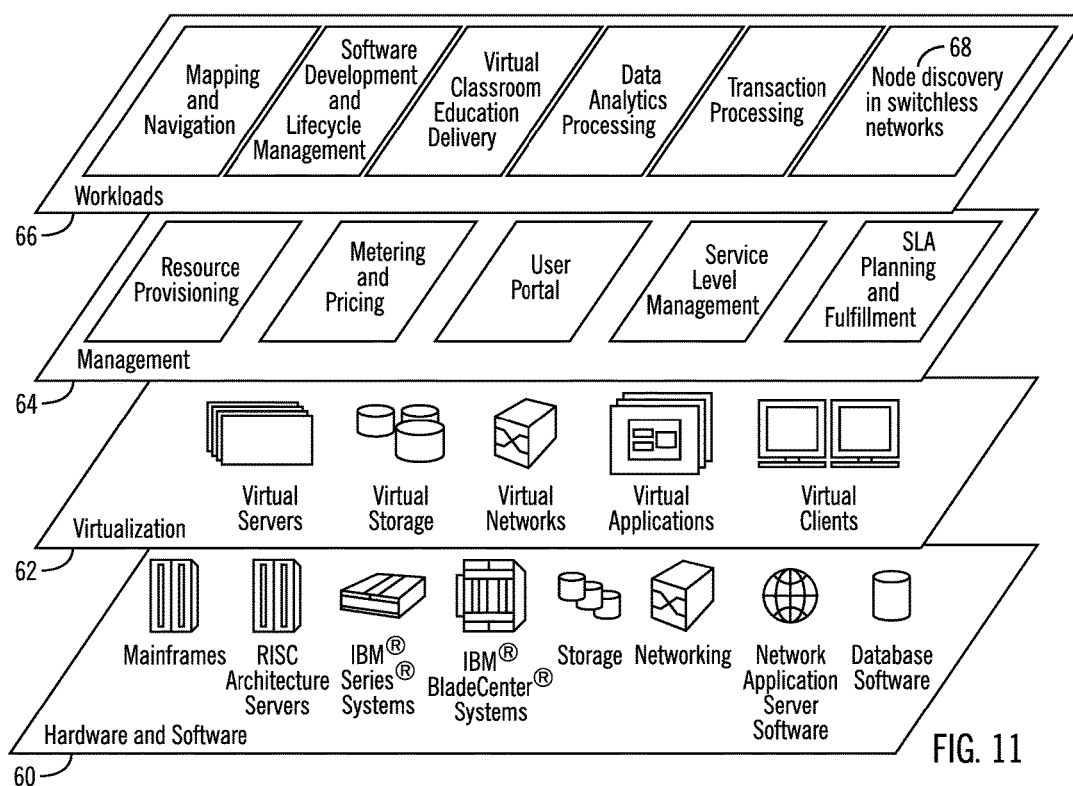 Mapping
and
Navigation
Software
Development
and
Lifecycle
Management
Virtual
Classroom
Education
Delivery
Data
Analytics
Processing
Transaction
Processing
68
Node discovery
in switchless
networks
Workloads
66
Resource
Provisioning
Metering
and
Pricing
User
Portal
Service
Level
Management
SLA
Planning
and
Fulfillment
Management
64
Virtual
Servers
Virtual
Storage
Virtual
Networks
Virtual
Applications
Virtual
Clients
Virtualization
62
Mainframes
RISC
Architecture
Servers
IBM®
Series®
Systems
IBM®
BladeCenter®
Systems
Storage
Networking
Network
Application
Server
Software
Database
Software
Hardware and Software
60
FIG. 11